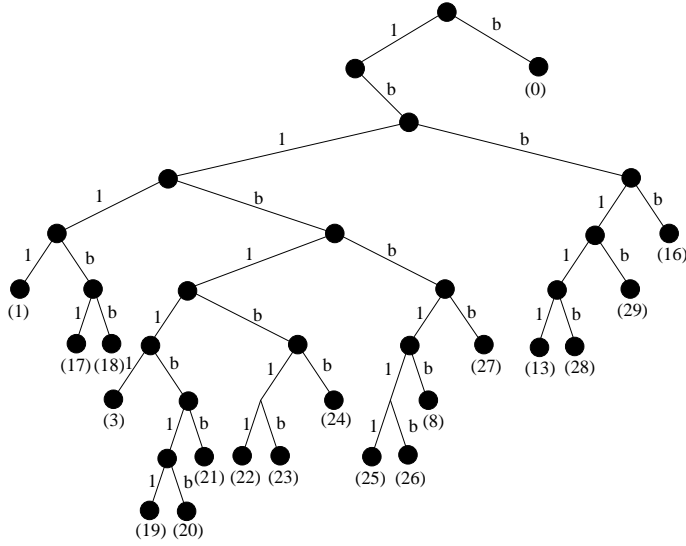 1 b
b (0)
1 b
1 b 1 b
(16)
1 b 1 b 1 b
(29)
(1) 1 b 1 b 1 b 1 b
(17) (18) 1 b 1 b 1 b (27) (13) (28)
(3) 1 b 1 b (24) 1 b (8)
1 b (21) (22) (23) (25) (26)
(19) (20)